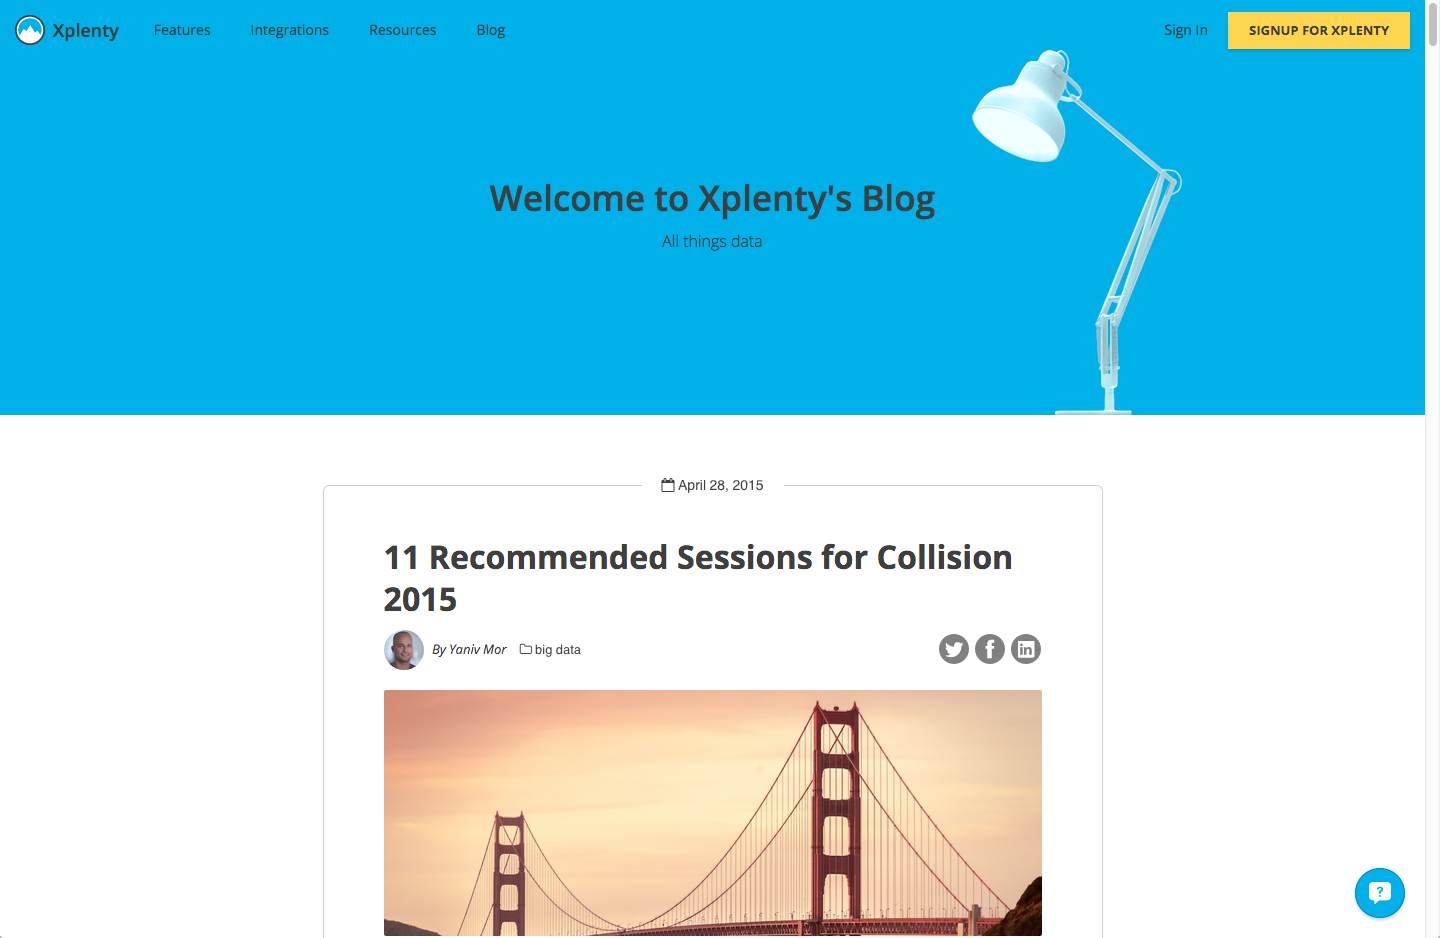 Xplenty
Features
Integrations
Resources
Blog
Sign In
SIGNUP FOR XPLENTY
Welcome to Xplenty's Blog
All things data
April 28, 2015
11 Recommended Sessions for Collision
2015
By Yaniv Mor
big data